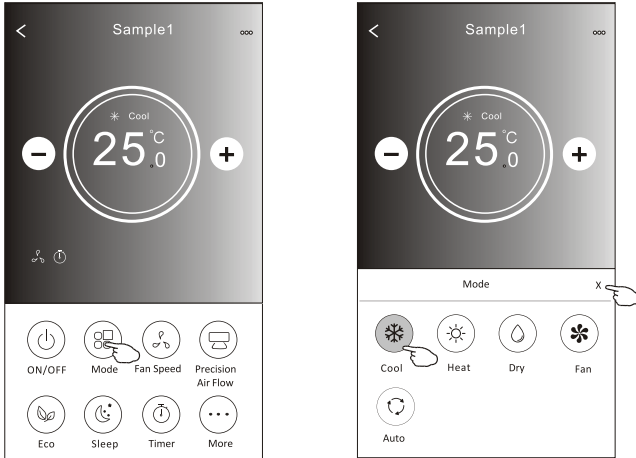 Sample1
Cool
25.0°C
ON/OFF
Mode
Fan Speed
Precision
Air Flow
Eco
Sleep
Timer
More
Sample1
Cool
25.0°C
Mode X
Cool
Heat
Dry
Fan
Auto